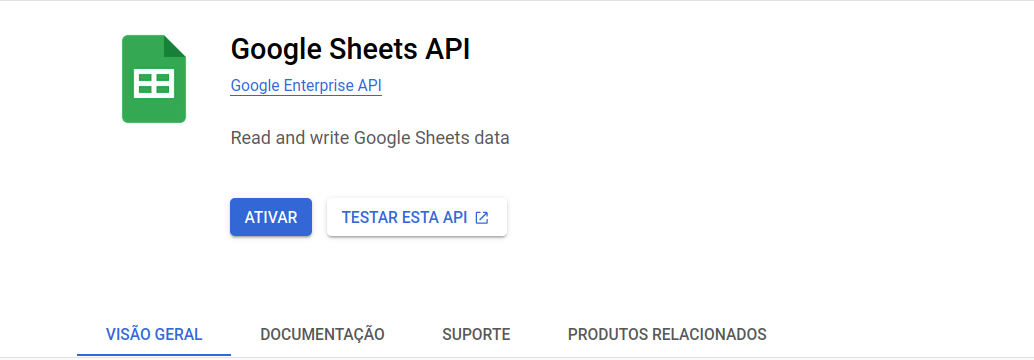 Google Sheets API
Google Enterprise API
Read and write Google Sheets data
ATIVAR TESTAR ESTA API
VISÃO GERAL DOCUMENTAÇÃO SUPORTE PRODUTOS RELACIONADOS